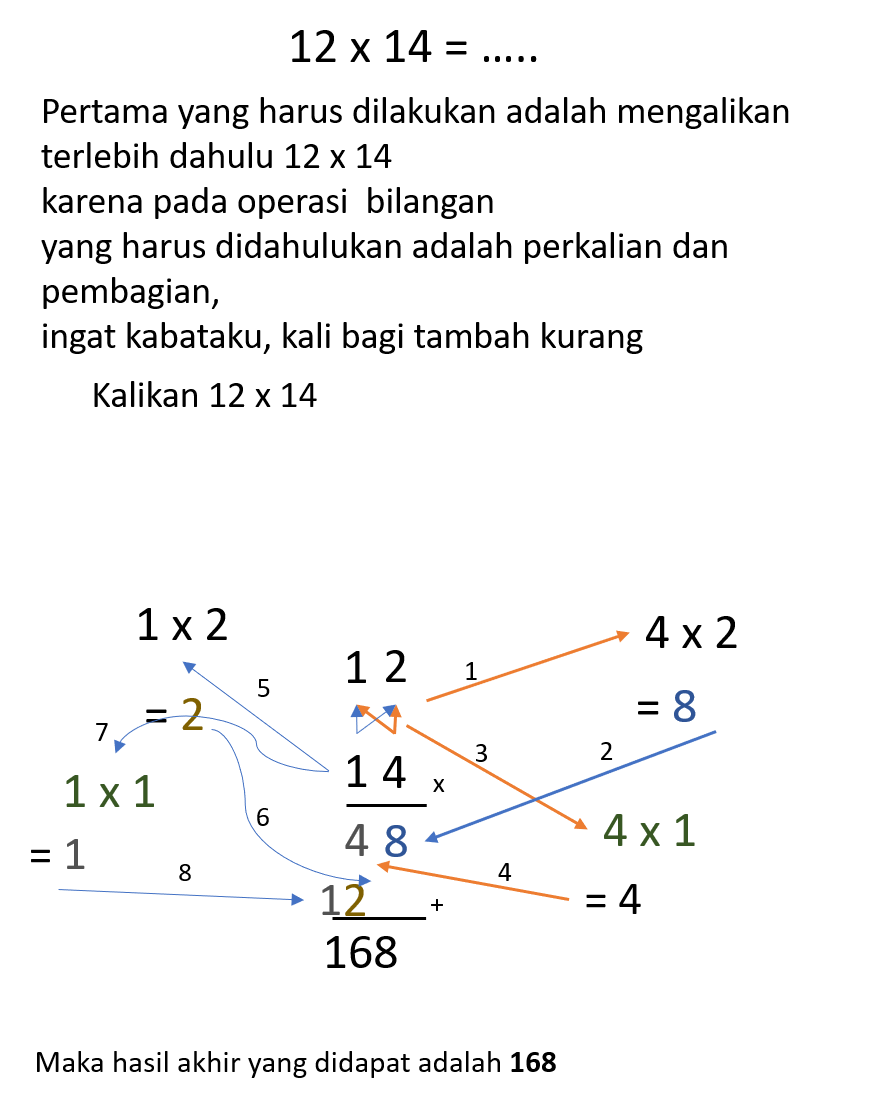 12 x 14 = .....
Pertama yang harus dilakukan adalah mengalikan
terlebih dahulu 12 x 14
karena pada operasi bilangan
yang harus didahulukan adalah perkalian dan
pembagian,
ingat kabataku, kali bagi tambah kurang
Kalikan 12 x 14
1 x 2
= 2
1 x 1
= 1
5
7
6
8
1 2
1 4 x
4 8
12 +
168
1
4 x 2
= 8
2
3
4 x 1
= 4
4
Maka hasil akhir yang didapat adalah 168